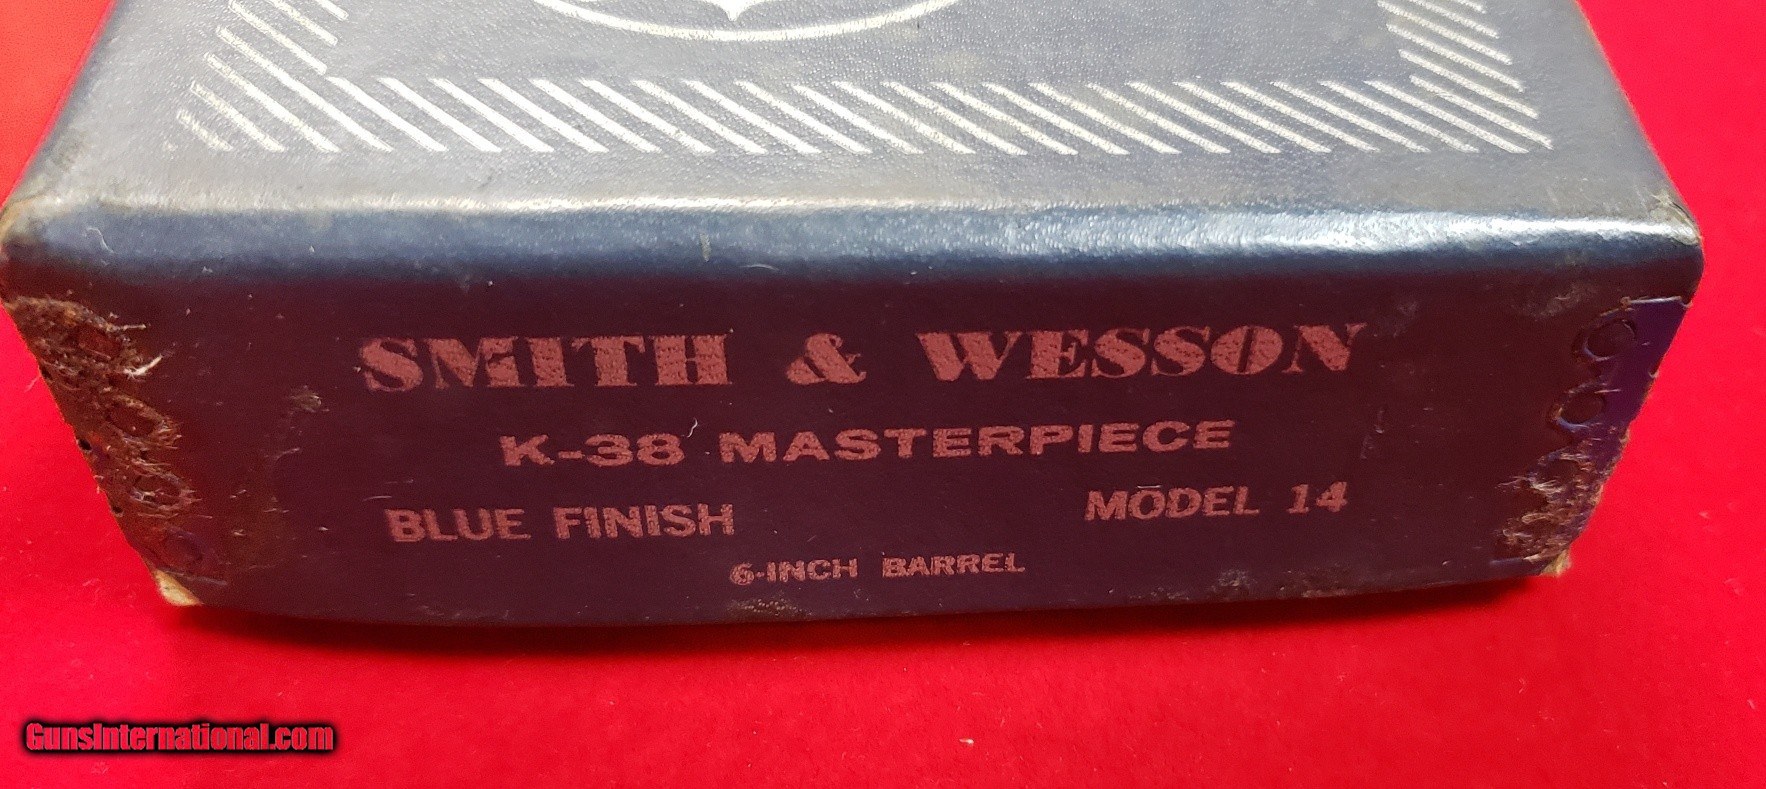 SMITH & WESSON
K-38 MASTERPIECE
BLUE FINISH MODEL 14
6-INCH BARREL
GunsInternational.com